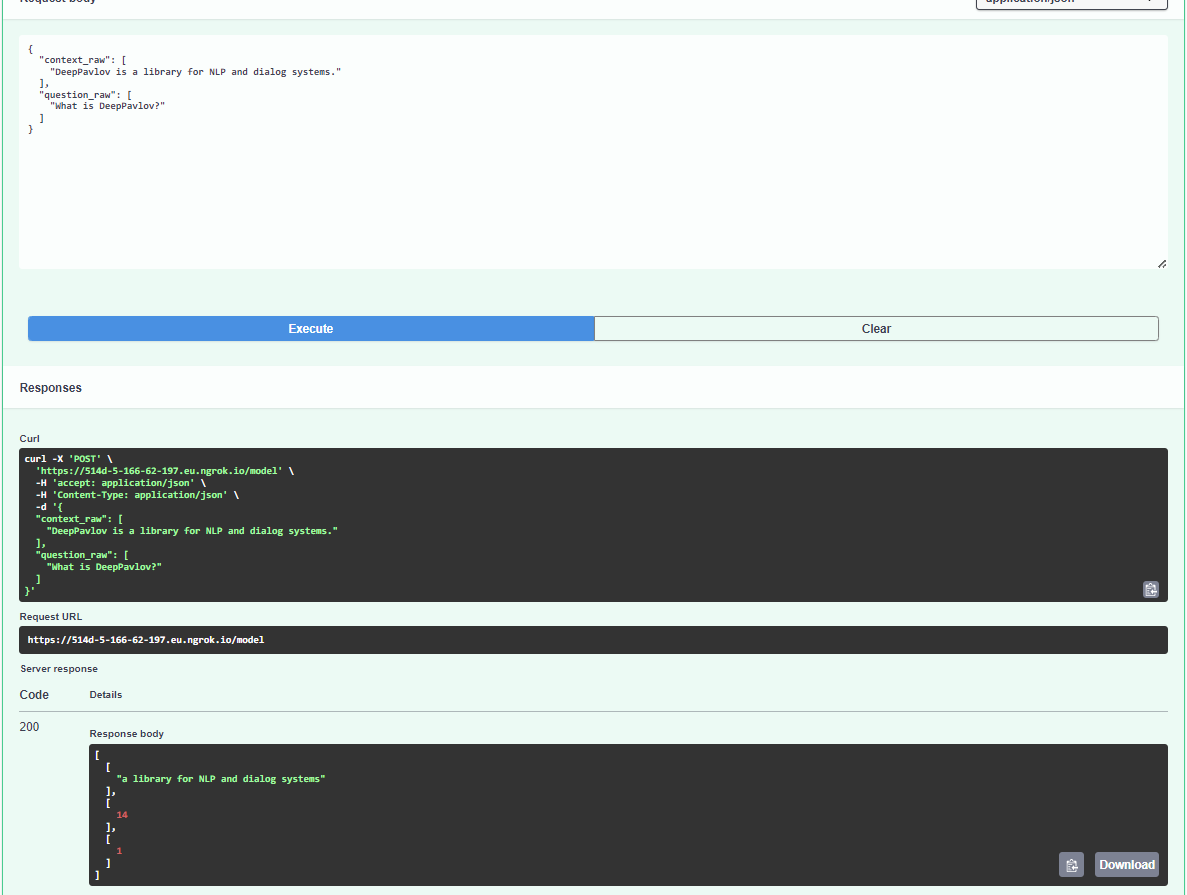 Request body
application/json
{
  "context_raw": [
    "DeepPavlov is a library for NLP and dialog systems."
  ],
  "question_raw": [
    "What is DeepPavlov?"
  ]
}
Execute
Clear
Responses
Curl
curl -X 'POST' \
  'https://514d-5-166-62-197.eu.ngrok.io/model' \
  -H 'accept: application/json' \
  -H 'Content-Type: application/json' \
  -d '{
  "context_raw": [
    "DeepPavlov is a library for NLP and dialog systems."
  ],
  "question_raw": [
    "What is DeepPavlov?"
  ]
}'
Request URL
https://514d-5-166-62-197.eu.ngrok.io/model
Server response
Code Details
200
Response body
[
  [
    "a library for NLP and dialog systems"
  ],
  [
    14
  ],
  [
    1
  ]
]
Download